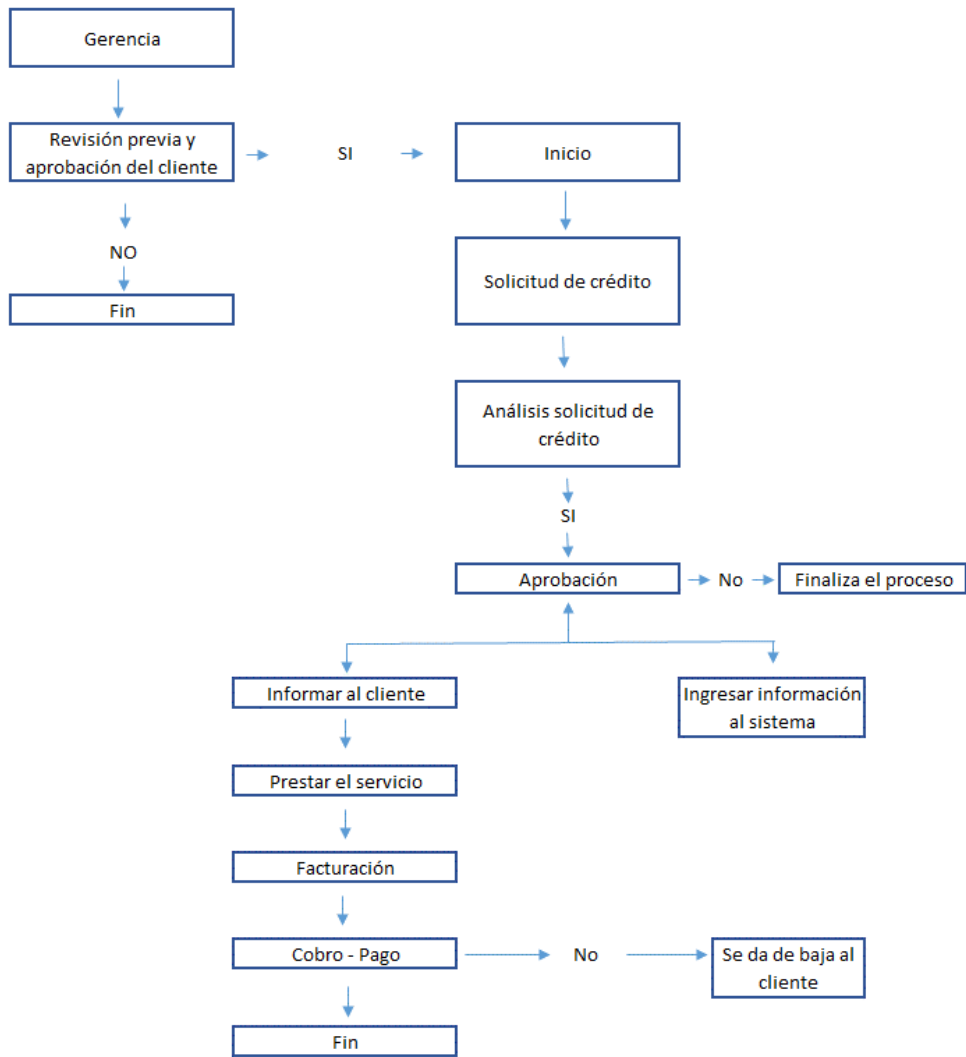 Gerencia
Revisión previa y
aprobación del cliente
SI
Inicio
NO
Fin
Solicitud de crédito
Análisis solicitud de
crédito
SI
Aprobación
No
Finaliza el proceso
Informar al cliente
Ingresar información
al sistema
Prestar el servicio
Facturación
Cobro - Pago
No
Se da de baja al
cliente
Fin